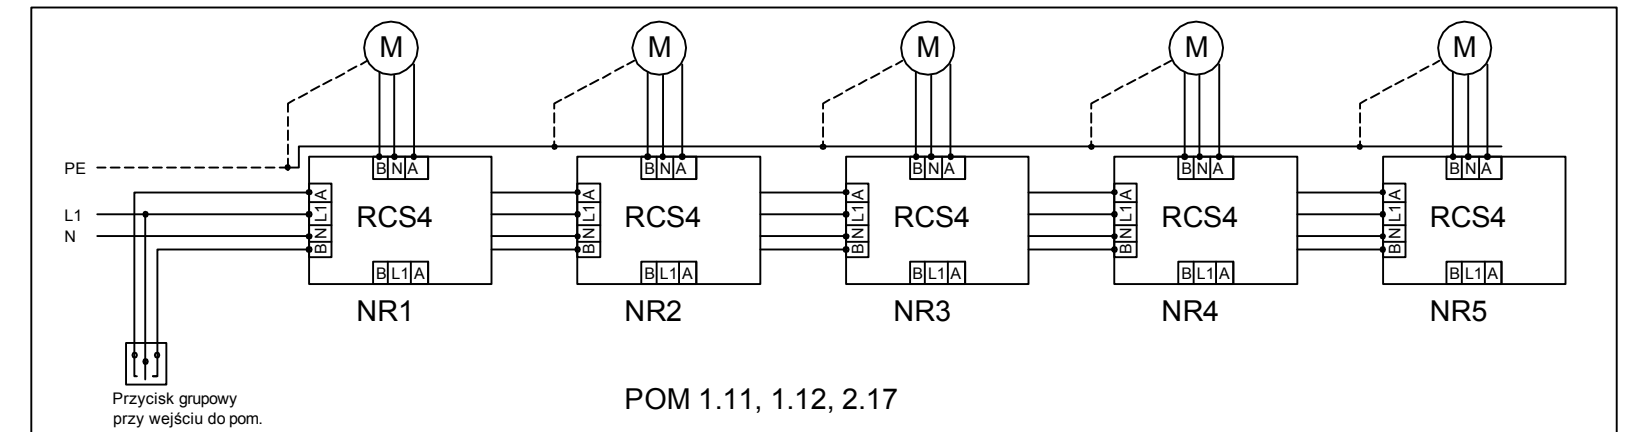 M M M M M
PE
B N A B N A B N A B N A B N A
A A A A A
L1 L1 L1 L1 L1 L1
RCS4 RCS4 RCS4 RCS4 RCS4
N N N N N N
B B B B B
B L1 A B L1 A B L1 A B L1 A B L1 A
NR1 NR2 NR3 NR4 NR5
Przycisk grupowy
przy wejściu do pom.
POM 1.11, 1.12, 2.17